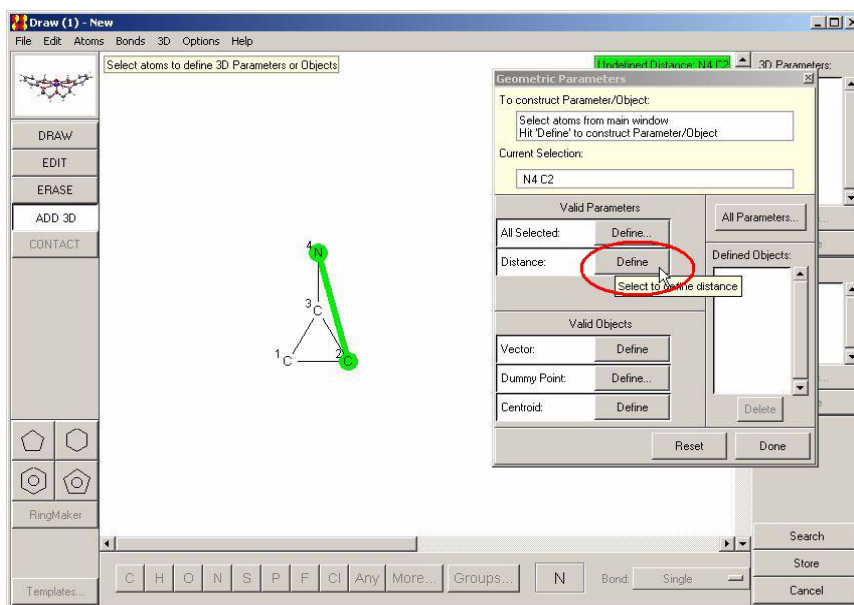 Draw (1) - New
File Edit Atoms Bonds 3D Options Help
Select atoms to define 3D Parameters or Objects
Undefined Distance: N4 C2
3D Parameters:
Geometric Parameters
To construct Parameter/Object:
Select atoms from main window
Hit 'Define' to construct Parameter/Object
Current Selection:
N4 C2
Valid Parameters
All Parameters...
All Selected: Define...
Distance: Define
Select to define distance
Defined Objects:
Valid Objects
Vector: Define
Dummy Point: Define...
Centroid: Define
Delete
Reset Done
DRAW
EDIT
ERASE
ADD 3D
CONTACT
4 N
3 C
1 C
2 C
RingMaker
Templates...
C H O N S P F Cl Any More... Groups... N Bond: Single
Search
Store
Cancel